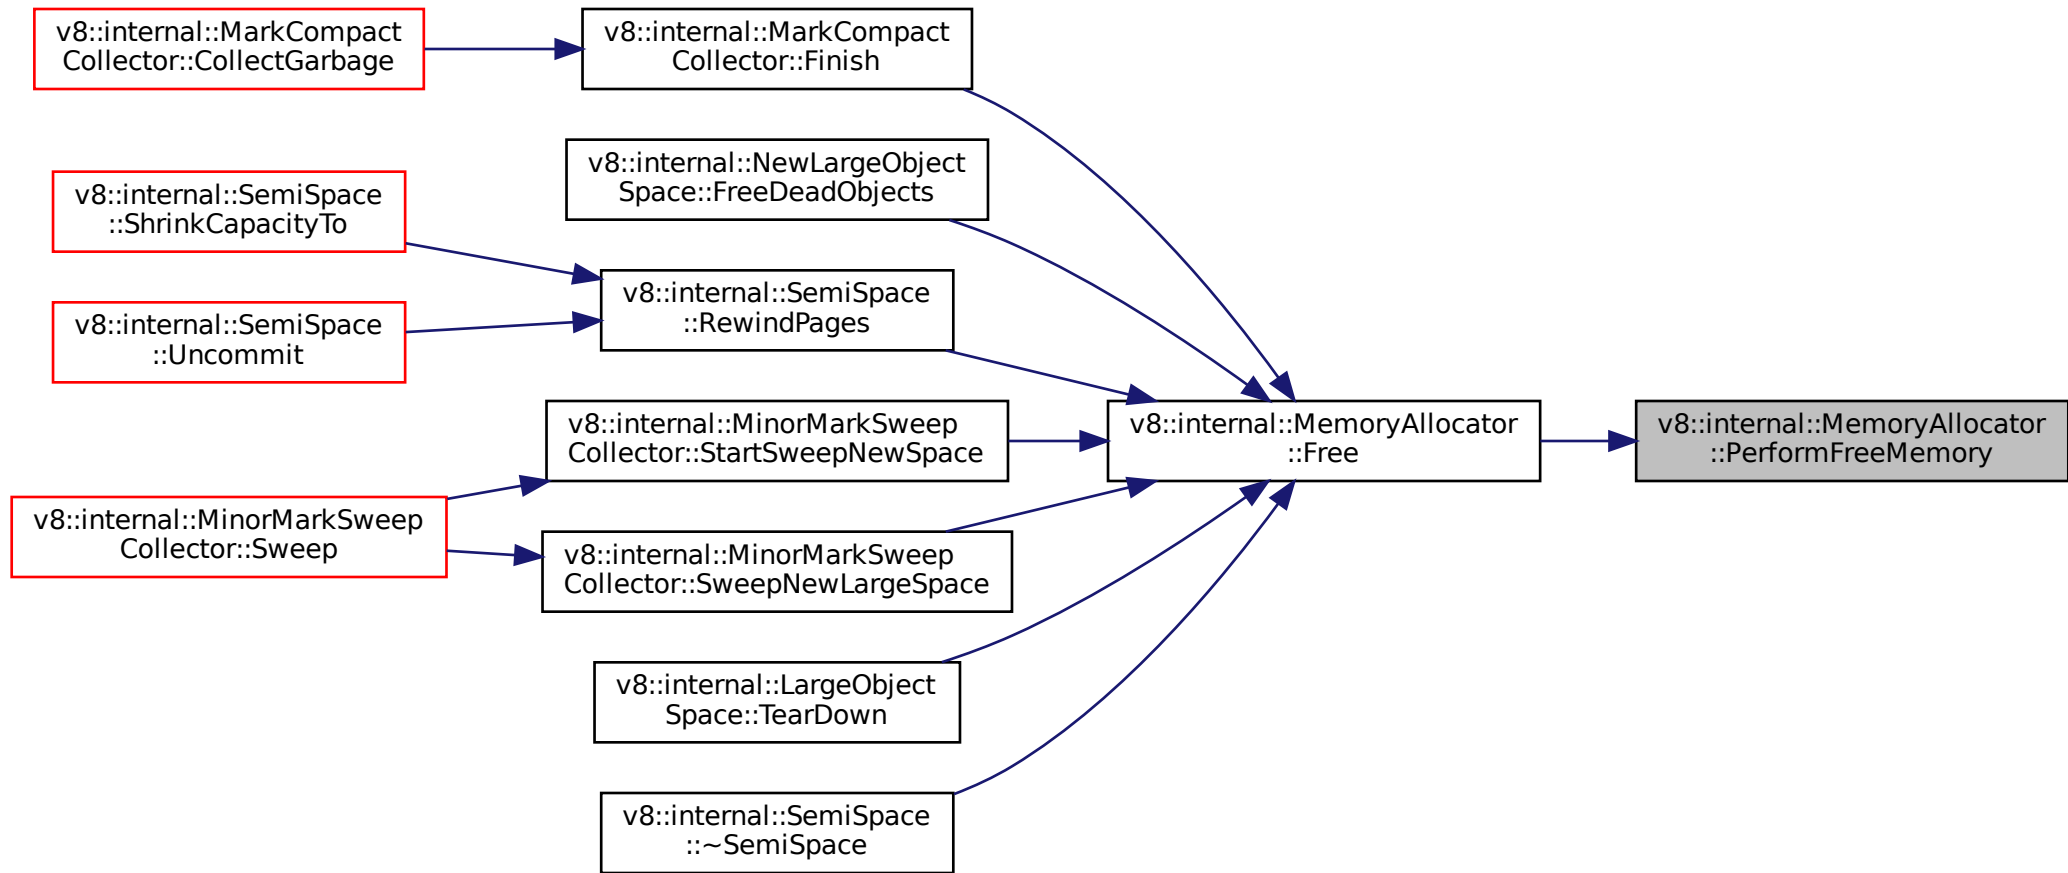 v8::internal::MarkCompact
Collector::CollectGarbage
v8::internal::MarkCompact
Collector::Finish
v8::internal::NewLargeObject
Space::FreeDeadObjects
v8::internal::SemiSpace
::ShrinkCapacityTo
v8::internal::SemiSpace
::RewindPages
v8::internal::SemiSpace
::Uncommit
v8::internal::MinorMarkSweep
Collector::StartSweepNewSpace
v8::internal::MemoryAllocator
::Free
v8::internal::MemoryAllocator
::PerformFreeMemory
v8::internal::MinorMarkSweep
Collector::Sweep
v8::internal::MinorMarkSweep
Collector::SweepNewLargeSpace
v8::internal::LargeObject
Space::TearDown
v8::internal::SemiSpace
::~SemiSpace